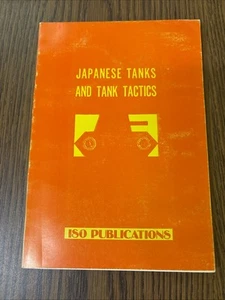 JAPANESE TANKS
AND TANK TACTICS
ISO PUBLICATIONS